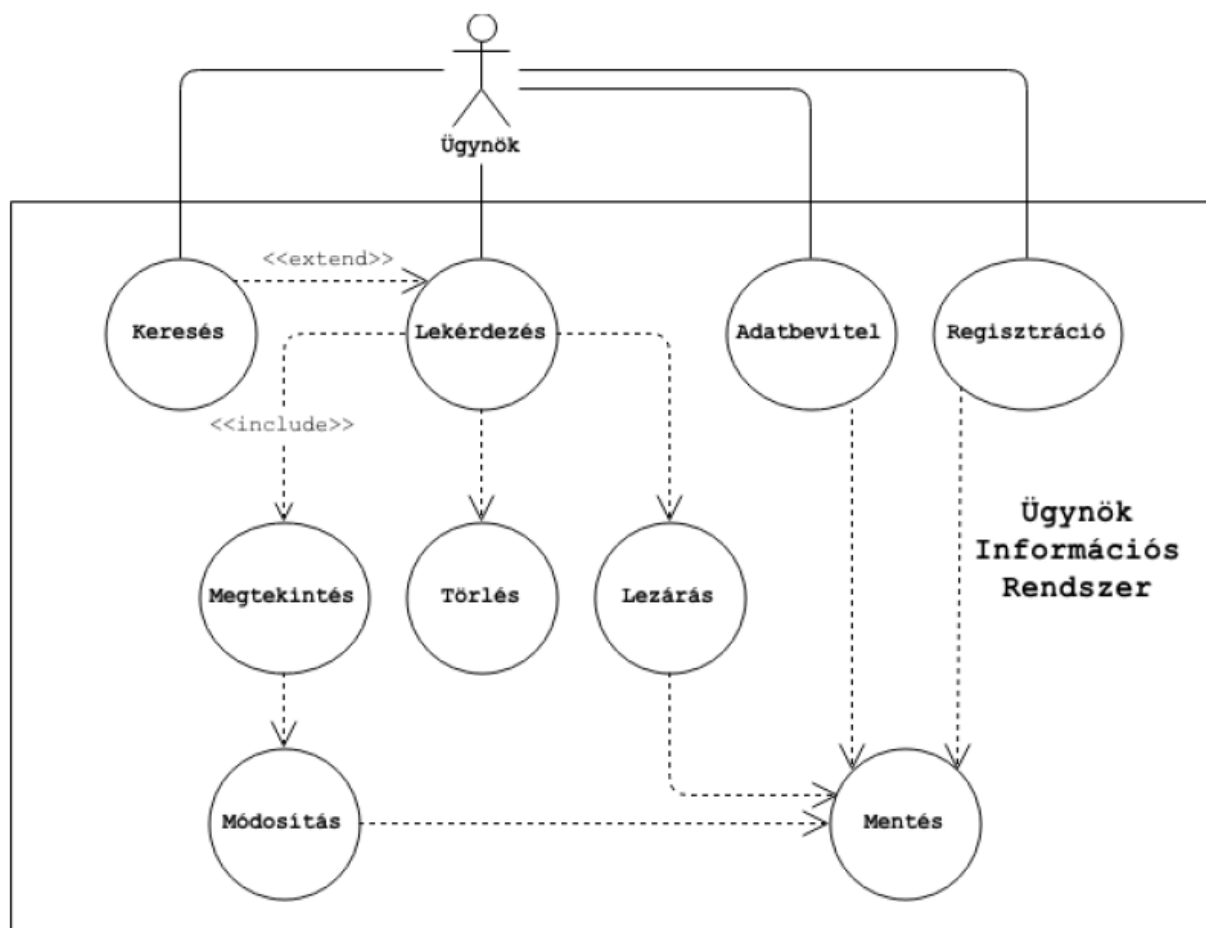 Ügynök
<<extend>>
Keresés
Lekérdezés
Adatbevitel
Regisztráció
<<include>>
Ügynök
Információs
Rendszer
Megtekintés
Törlés
Lezárás
Módosítás
Mentés